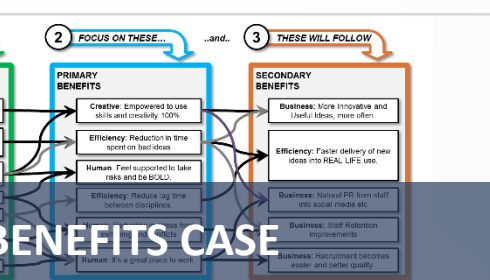 2 FOCUS ON THESE... ..and.. 3 THESE WILL FOLLOW
PRIMARY
BENEFITS
Creative: Empowered to use
skills and creativity 100%.
Efficiency: Reduction in time
spent on bad ideas
Human: Feel supported to take
risks and be BOLD.
Efficiency: Reduce lag time
between disciplines.
Human:
Human: It's a great place to work
SECONDARY
BENEFITS
Business: More Innovative and
Useful Ideas, more often.
Efficiency: Faster delivery of new
ideas into REAL LIFE use.
Business: Natural PR from staff
into social media etc
Business: Staff Retention
Improvements
Business: Recruitment becomes
easier and better quality.
BENEFITS CASE